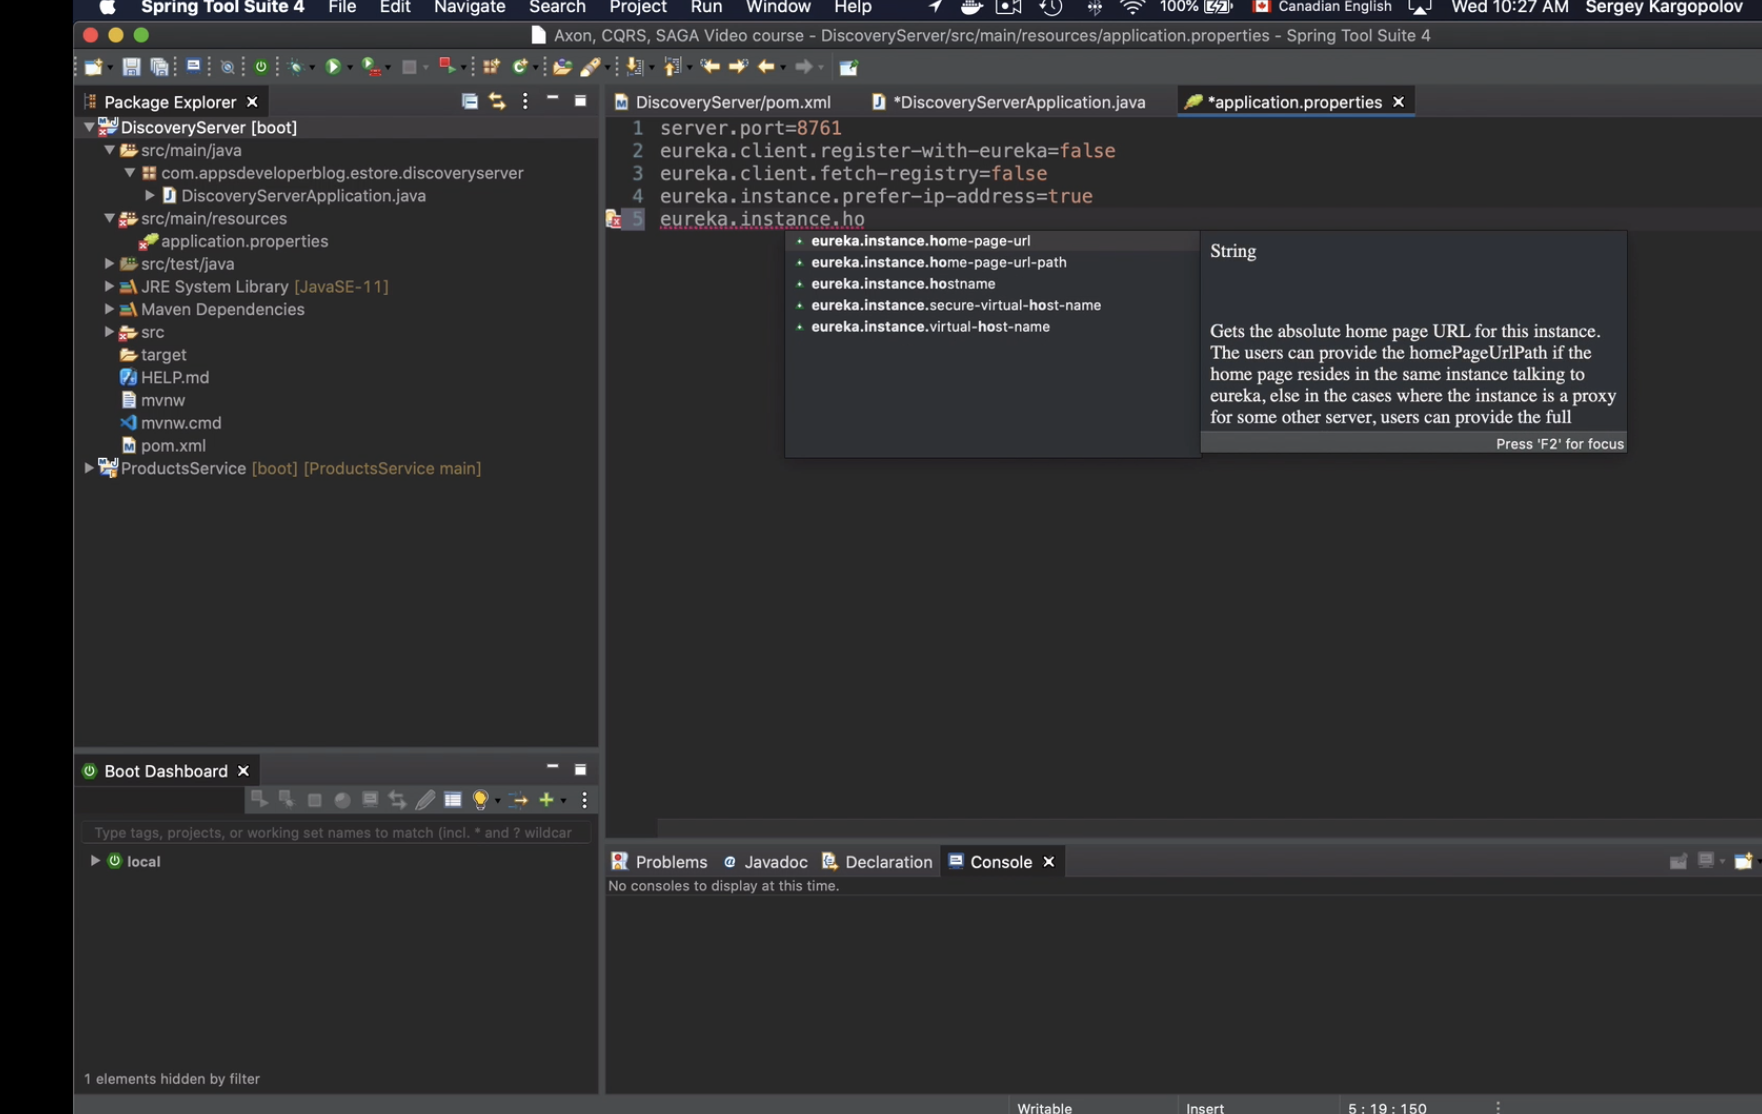 Spring Tool Suite 4 File Edit Navigate Search Project Run Window Help 100% Canadian English Wed 10:27 AM Sergey Kargopolov
Axon, CQRS, SAGA Video course - DiscoveryServer/src/main/resources/application.properties - Spring Tool Suite 4
Package Explorer
DiscoveryServer [boot]
src/main/java
com.appsdeveloperblog.estore.discoveryserver
DiscoveryServerApplication.java
src/main/resources
application.properties
src/test/java
JRE System Library [JavaSE-11]
Maven Dependencies
src
target
HELP.md
mvnw
mvnw.cmd
pom.xml
ProductsService [boot] [ProductsService main]
DiscoveryServer/pom.xml *DiscoveryServerApplication.java *application.properties
1 server.port=8761
2 eureka.client.register-with-eureka=false
3 eureka.client.fetch-registry=false
4 eureka.instance.prefer-ip-address=true
5 eureka.instance.ho
eureka.instance.home-page-url
eureka.instance.home-page-url-path
eureka.instance.hostname
eureka.instance.secure-virtual-host-name
eureka.instance.virtual-host-name
String
Gets the absolute home page URL for this instance.
The users can provide the homePageUrlPath if the
home page resides in the same instance talking to
eureka, else in the cases where the instance is a proxy
for some other server, users can provide the full
Press 'F2' for focus
Boot Dashboard
Type tags, projects, or working set names to match (incl. * and ? wildcar
local
1 elements hidden by filter
Problems Javadoc Declaration Console
No consoles to display at this time.
Writable Insert 5 : 19 : 150